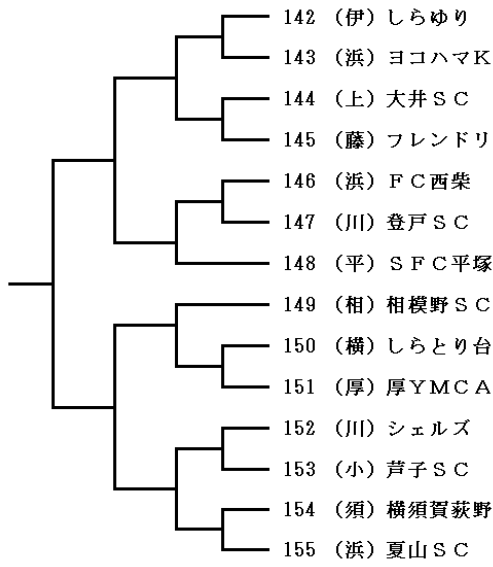 142 （伊）しらゆり
143 （浜）ヨコハマＫ
144 （上）大井ＳＣ
145 （藤）フレンドリ
146 （浜）ＦＣ西柴
147 （川）登戸ＳＣ
148 （平）ＳＦＣ平塚
149 （相）相模野ＳＣ
150 （横）しらとり台
151 （厚）厚ＹＭＣＡ
152 （川）シェルズ
153 （小）芦子ＳＣ
154 （須）横須賀荻野
155 （浜）夏山ＳＣ